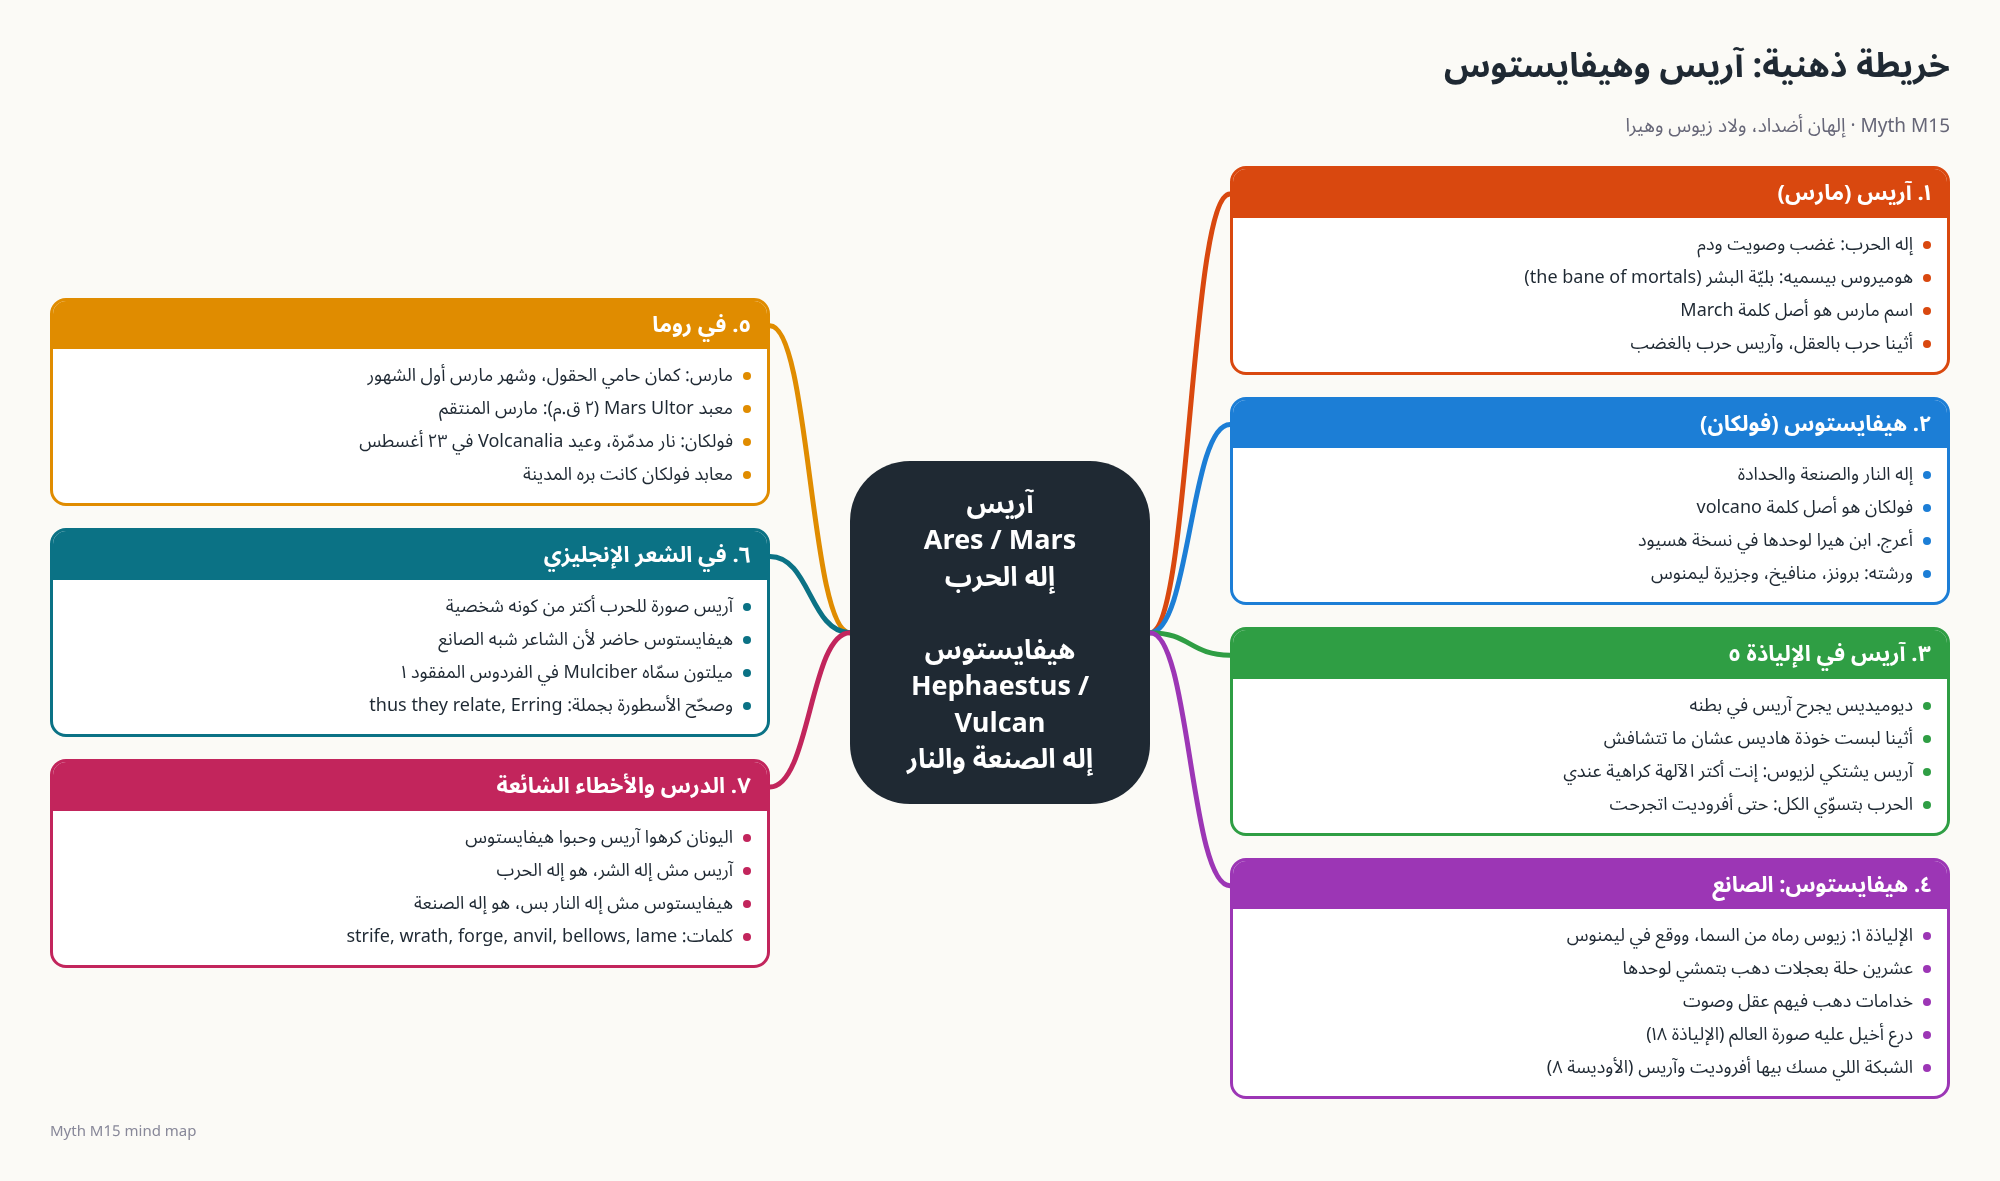 خريطة ذهنية: آريس وهيفايستوس
Myth M15 · إلهان أضداد، ولاد زيوس وهيرا
١. آريس (مارس)
إله الحرب: غضب وصويت ودم
هوميروس بيسميه: بليّة البشر (the bane of mortals)
اسم مارس هو أصل كلمة March
أثينا حرب بالعقل، وآريس حرب بالغضب
٢. هيفايستوس (فولكان)
إله النار والصنعة والحدادة
فولكان هو أصل كلمة volcano
أعرج. ابن هيرا لوحدها في نسخة هسيود
ورشته: برونز، منافيخ، وجزيرة ليمنوس
٣. آريس في الإلياذة ٥
ديوميديس يجرح آريس في بطنه
أثينا لبست خوذة هاديس عشان ما تتشافش
آريس يشتكي لزيوس: إنت أكتر الآلهة كراهية عندي
الحرب بتسوّي الكل: حتى أفروديت اتجرحت
٤. هيفايستوس: الصانع
الإلياذة ١: زيوس رماه من السما، ووقع في ليمنوس
عشرين حلة بعجلات دهب بتمشي لوحدها
خدامات دهب فيهم عقل وصوت
درع أخيل عليه صورة العالم (الإلياذة ١٨)
الشبكة اللي مسك بيها أفروديت وآريس (الأوديسة ٨)
آريس
Ares / Mars
إله الحرب
هيفايستوس
Hephaestus /
Vulcan
إله الصنعة والنار
٥. في روما
مارس: كمان حامي الحقول، وشهر مارس أول الشهور
معبد Mars Ultor (٢ ق.م): مارس المنتقم
فولكان: نار مدمّرة، وعيد Volcanalia في ٢٣ أغسطس
معابد فولكان كانت بره المدينة
٦. في الشعر الإنجليزي
آريس صورة للحرب أكتر من كونه شخصية
هيفايستوس حاضر لأن الشاعر شبه الصانع
ميلتون سمّاه Mulciber في الفردوس المفقود ١
وصحّح الأسطورة بجملة: thus they relate, Erring
٧. الدرس والأخطاء الشائعة
اليونان كرهوا آريس وحبوا هيفايستوس
آريس مش إله الشر، هو إله الحرب
هيفايستوس مش إله النار بس، هو إله الصنعة
كلمات: strife, wrath, forge, anvil, bellows, lame
Myth M15 mind map